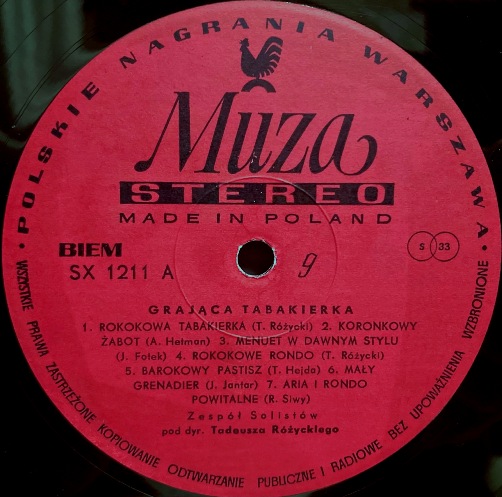 • POLSKIE NAGRANIA WARSZAWA •
Muza
STEREO
MADE IN POLAND
BIEM
SX 1211 A
9
S 33
GRAJĄCA TABAKIERKA
1. ROKOKOWA TABAKIERKA (T. Różycki) 2. KORONKOWY
ŻABOT (A. Hetman) 3. MENUET W DAWNYM STYLU
(J. Fotek) 4. ROKOKOWE RONDO (T. Różycki)
5. BAROKOWY PASTISZ (T. Hejda) 6. MAŁY
GRENADIER (J. Jantar) 7. ARIA I RONDO
POWITALNE (R. Siwy)
Zespół Solistów
pod dyr. Tadeusza Różyckiego
WSZYSTKIE PRAWA ZASTRZEŻONE KOPIOWANIE ODTWARZANIE PUBLICZNE I RADIOWE BEZ UPOWAŻNIENIA WZBRONIONE